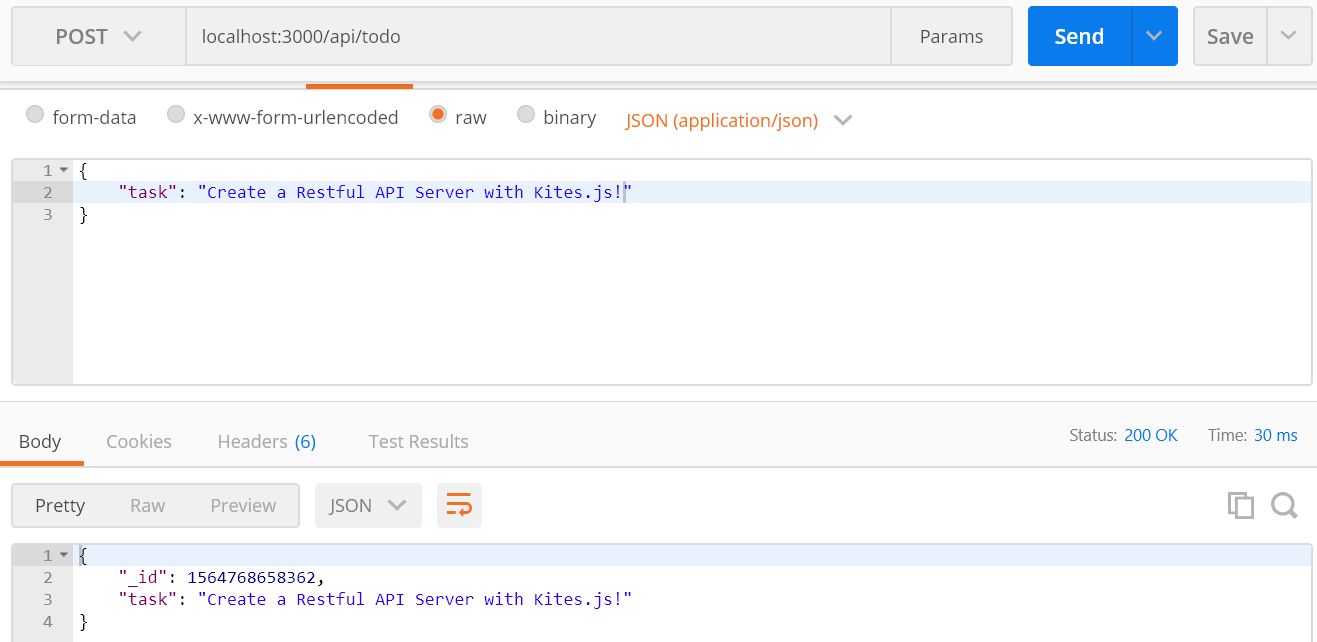 POST localhost:3000/api/todo Params Send Save
form-data x-www-form-urlencoded raw binary JSON (application/json)
1 {
2 "task": "Create a Restful API Server with Kites.js!"
3 }
Body Cookies Headers (6) Test Results Status: 200 OK Time: 30 ms
Pretty Raw Preview JSON
1 {
2 "_id": 1564768658362,
3 "task": "Create a Restful API Server with Kites.js!"
4 }